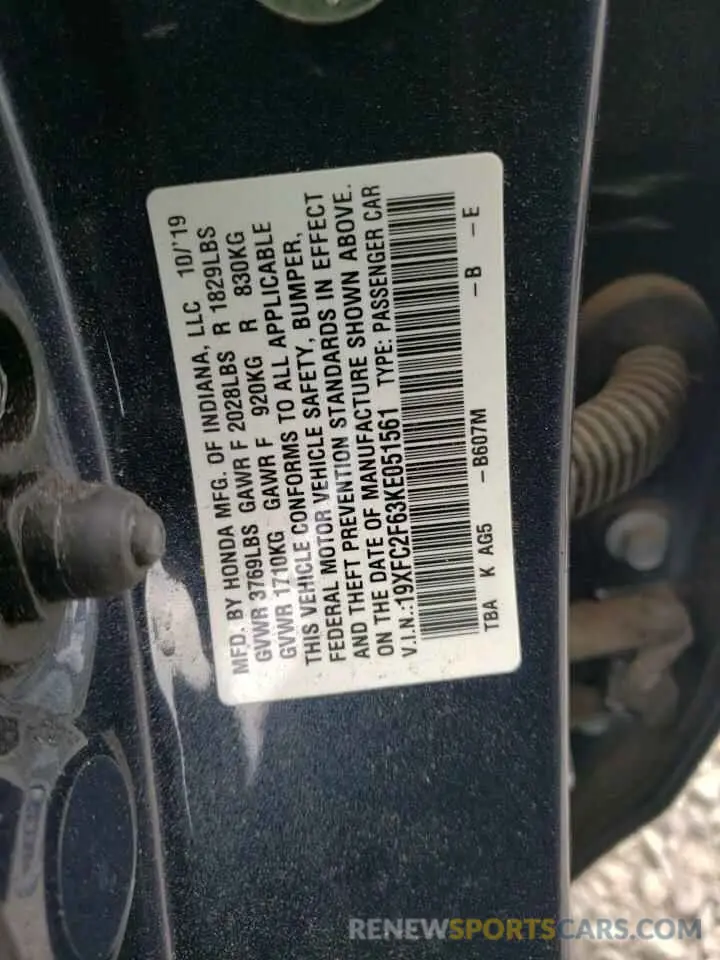 MFD. BY HONDA MFG. OF INDIANA, LLC 10/'19
GVWR 3769LBS GAWR F 2028LBS R 1829LBS
GVWR 1710KG GAWR F 920KG R 830KG
THIS VEHICLE CONFORMS TO ALL APPLICABLE
FEDERAL MOTOR VEHICLE SAFETY, BUMPER,
AND THEFT PREVENTION STANDARDS IN EFFECT
ON THE DATE OF MANUFACTURE SHOWN ABOVE.
V.I.N.:19XFC2F63KE051561 TYPE: PASSENGER CAR
TBA K AG5 -B607M -B -E
RENEWSPORTSCARS.COM